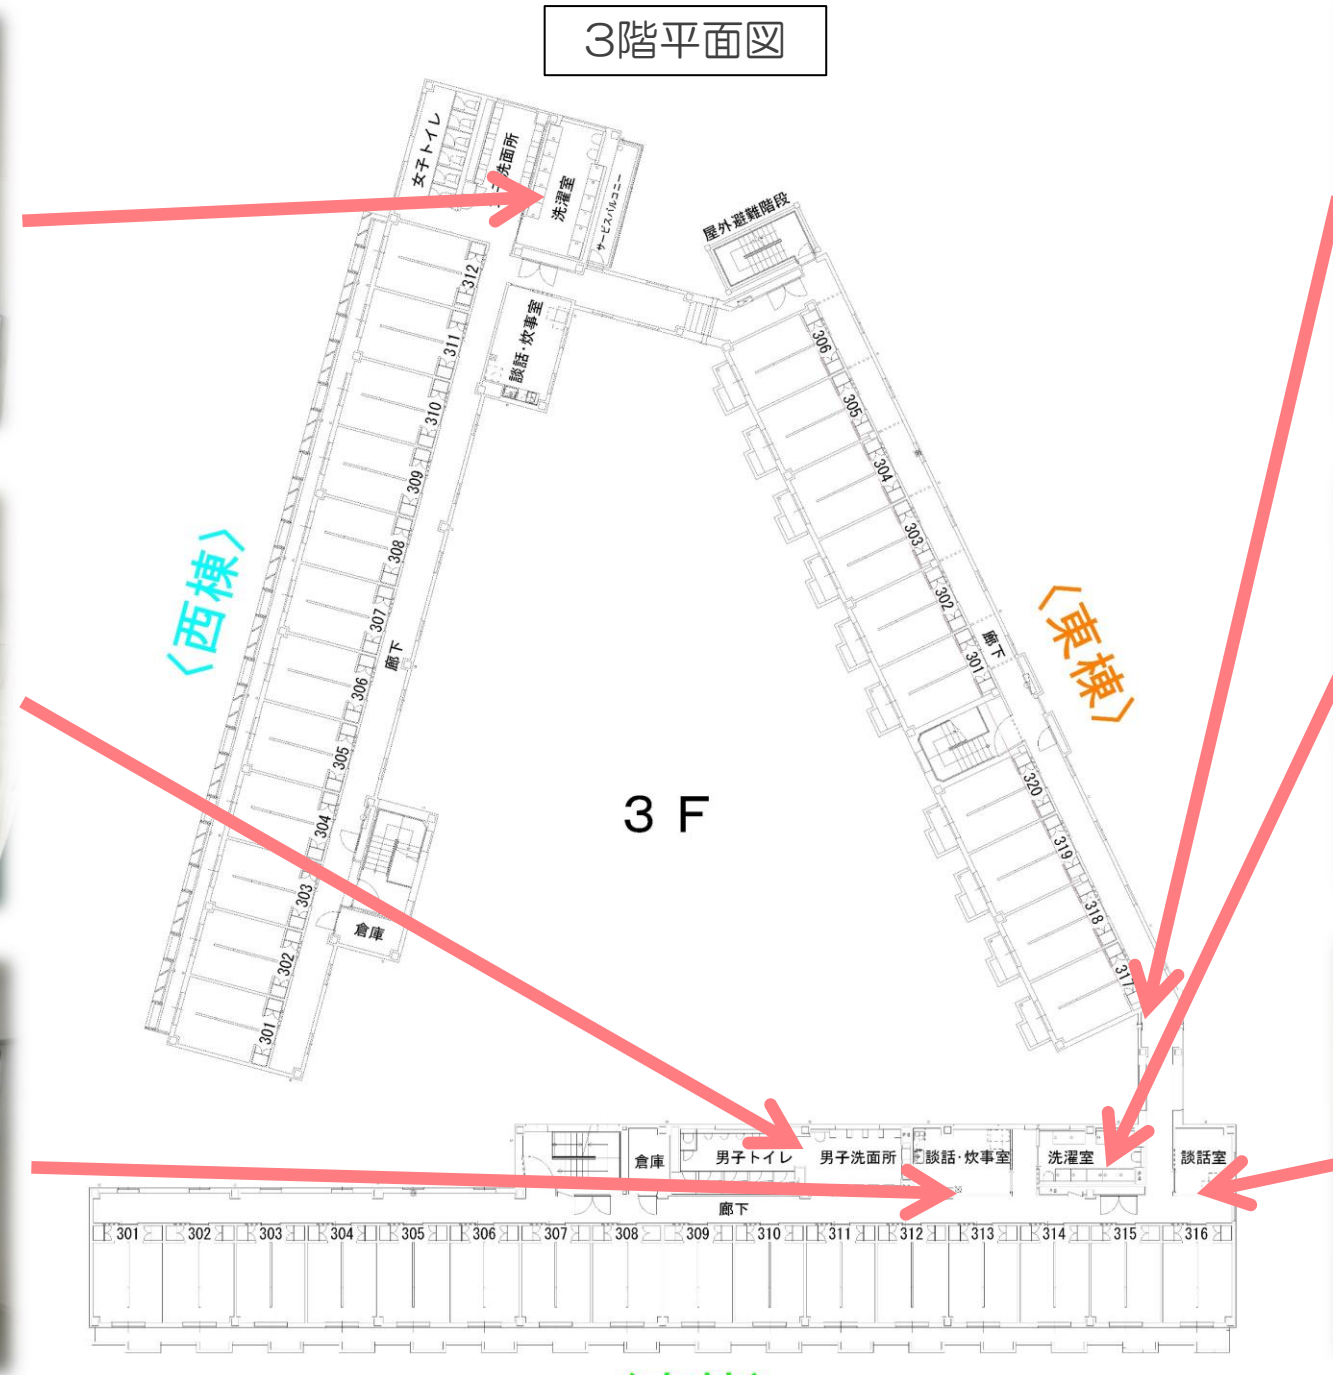 3階平面図
女子トイレ
洗面所
洗濯室
サービスバルコニー
屋外避難階段
談話・炊事室
312
311
310
309
308
307
306
305
304
303
302
301
廊下
倉庫
〈西棟〉
306
305
304
303
302
301
廊下
320
319
318
317
〈東棟〉
3 F
倉庫
男子トイレ
男子洗面所
談話・炊事室
洗濯室
談話室
廊下
301
302
303
304
305
306
307
308
309
310
311
312
313
314
315
316